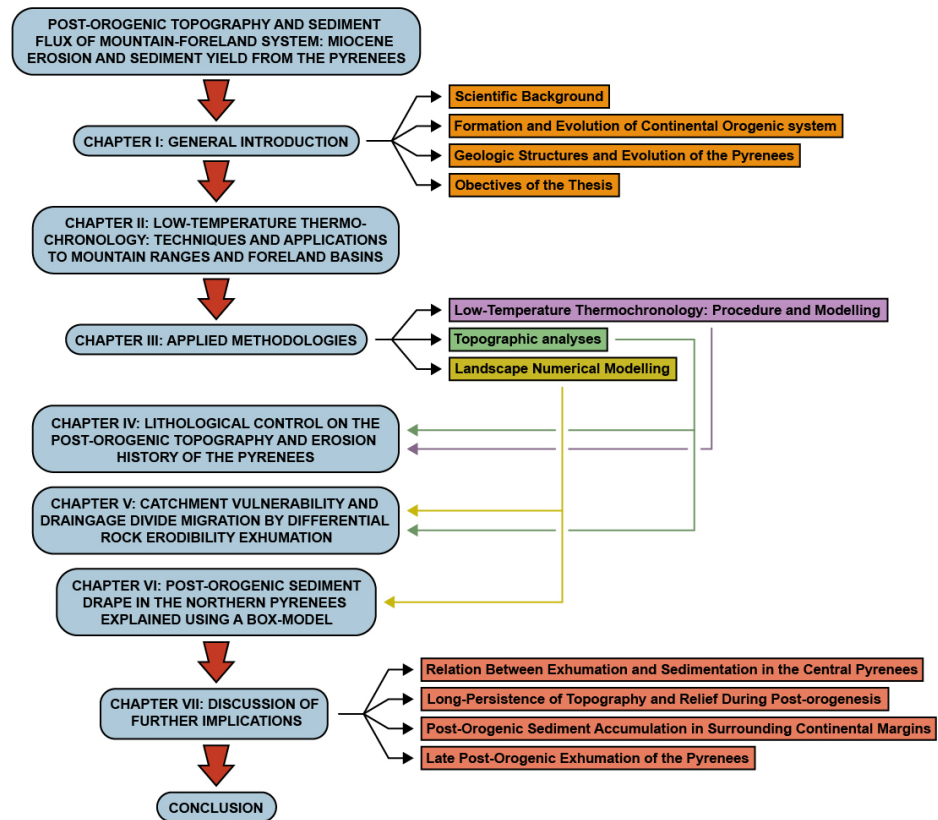 POST-OROGENIC TOPOGRAPHY AND SEDIMENT
FLUX OF MOUNTAIN-FORELAND SYSTEM: MIOCENE
EROSION AND SEDIMENT YIELD FROM THE PYRENEES
CHAPTER I: GENERAL INTRODUCTION
Scientific Background
Formation and Evolution of Continental Orogenic system
Geologic Structures and Evolution of the Pyrenees
Obectives of the Thesis
CHAPTER II: LOW-TEMPERATURE THERMO-
CHRONOLOGY: TECHNIQUES AND APPLICATIONS
TO MOUNTAIN RANGES AND FORELAND BASINS
CHAPTER III: APPLIED METHODOLOGIES
Low-Temperature Thermochronology: Procedure and Modelling
Topographic analyses
Landscape Numerical Modelling
CHAPTER IV: LITHOLOGICAL CONTROL ON THE
POST-OROGENIC TOPOGRAPHY AND EROSION
HISTORY OF THE PYRENEES
CHAPTER V: CATCHMENT VULNERABILITY AND
DRAINGAGE DIVIDE MIGRATION BY DIFFERENTIAL
ROCK ERODIBILITY EXHUMATION
CHAPTER VI: POST-OROGENIC SEDIMENT
DRAPE IN THE NORTHERN PYRENEES
EXPLAINED USING A BOX-MODEL
CHAPTER VII: DISCUSSION OF
FURTHER IMPLICATIONS
Relation Between Exhumation and Sedimentation in the Central Pyrenees
Long-Persistence of Topography and Relief During Post-orogenesis
Post-Orogenic Sediment Accumulation in Surrounding Continental Margins
Late Post-Orogenic Exhumation of the Pyrenees
CONCLUSION